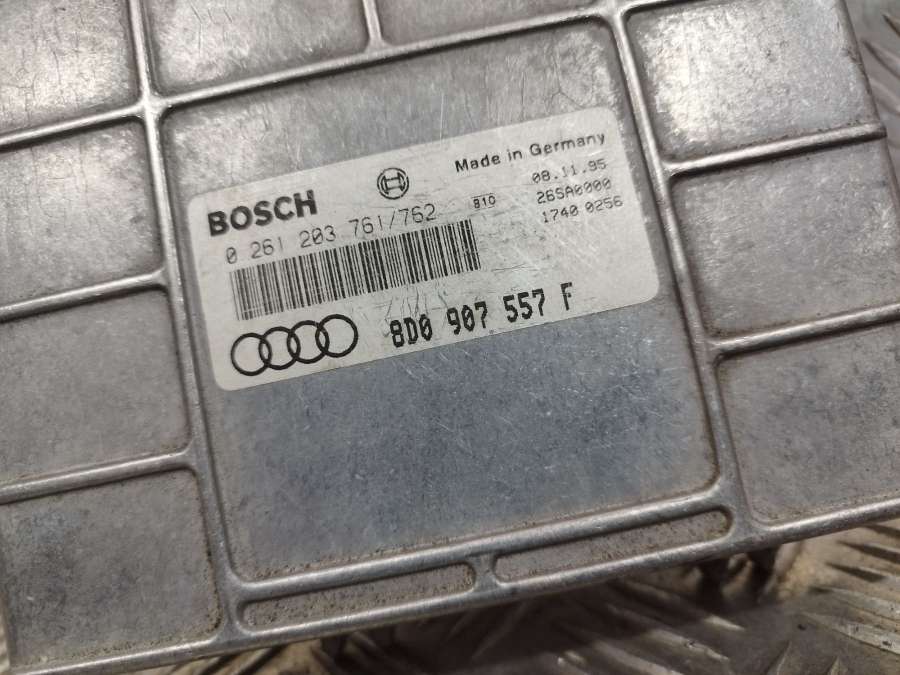 BOSCH
Made in Germany
0 261 203 761/762
810
08.11.95
26SA0000
1740 0256
8D0 907 557 F